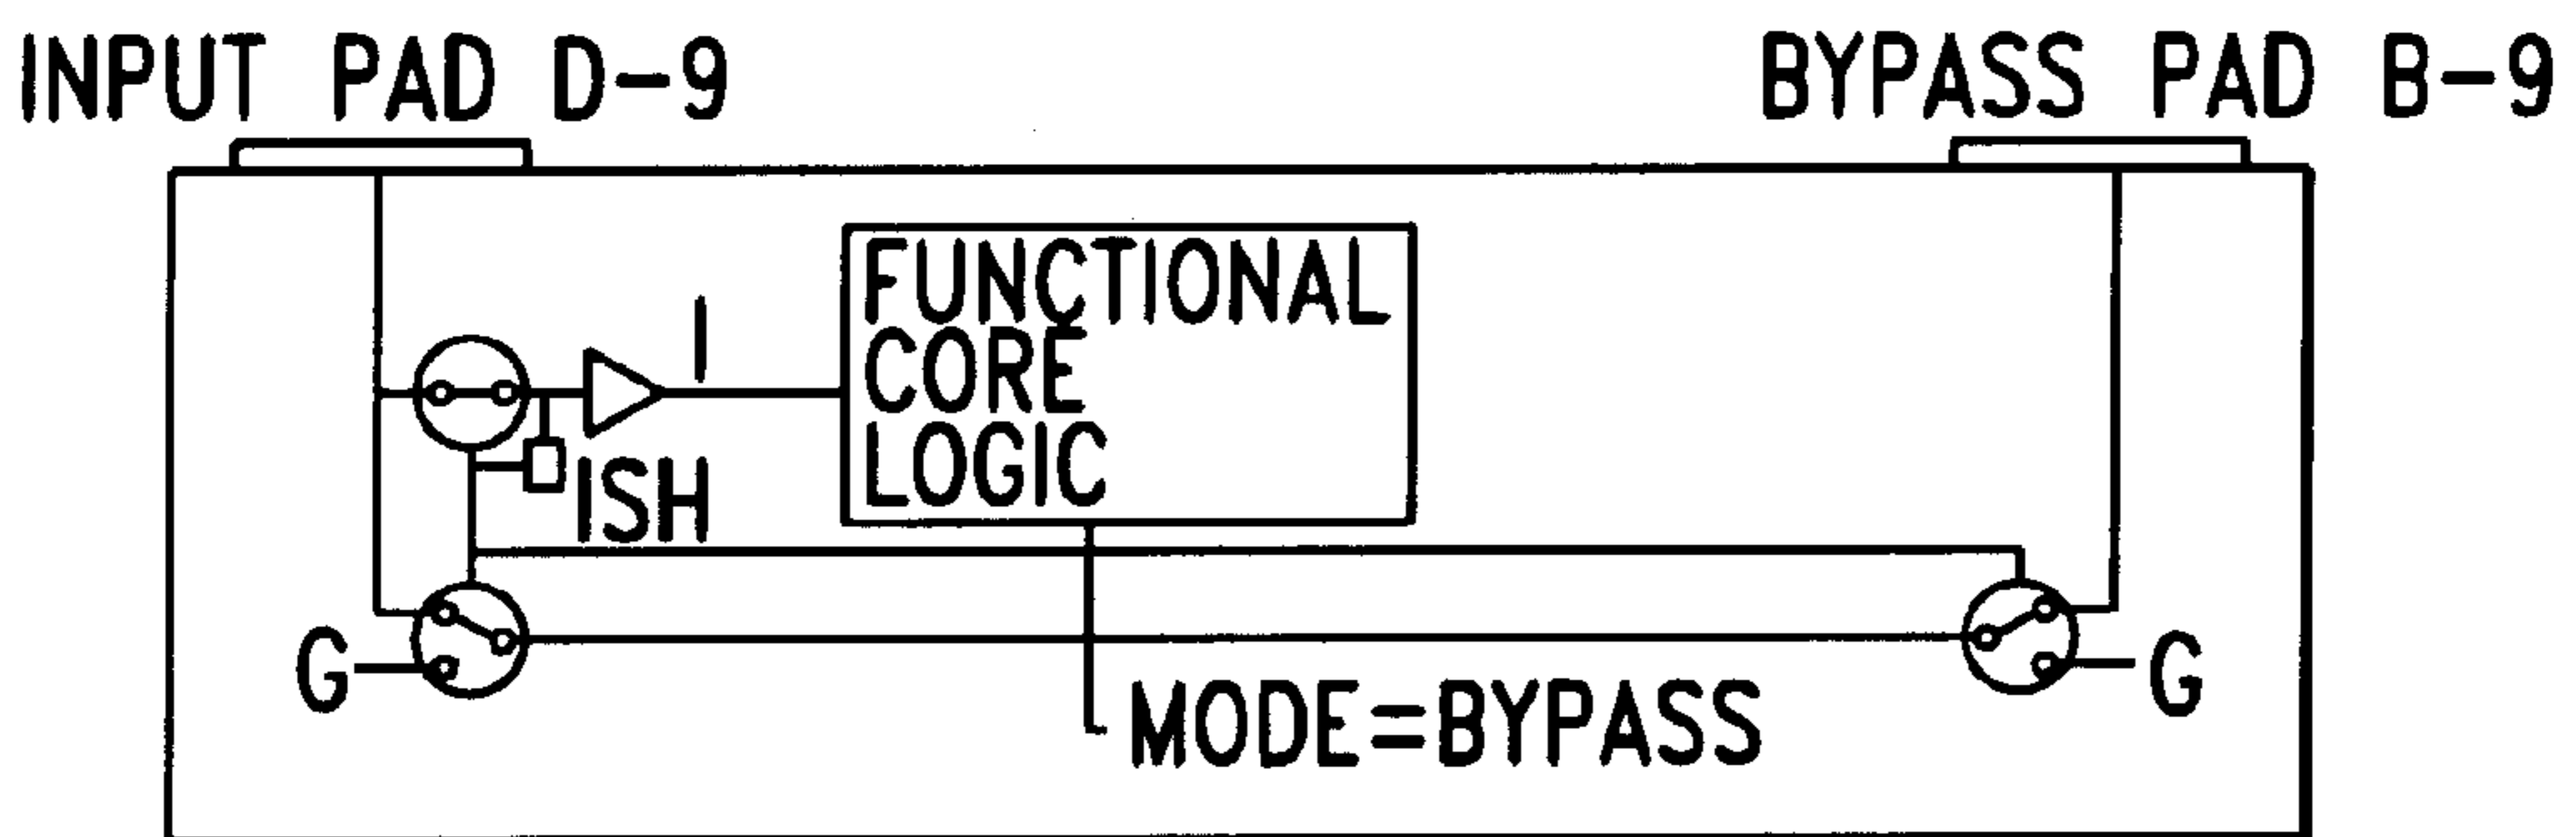 INPUT PAD D-9
BYPASS PAD B-9
I
FUNCTIONAL
CORE
LOGIC
ISH
G
MODE=BYPASS
G